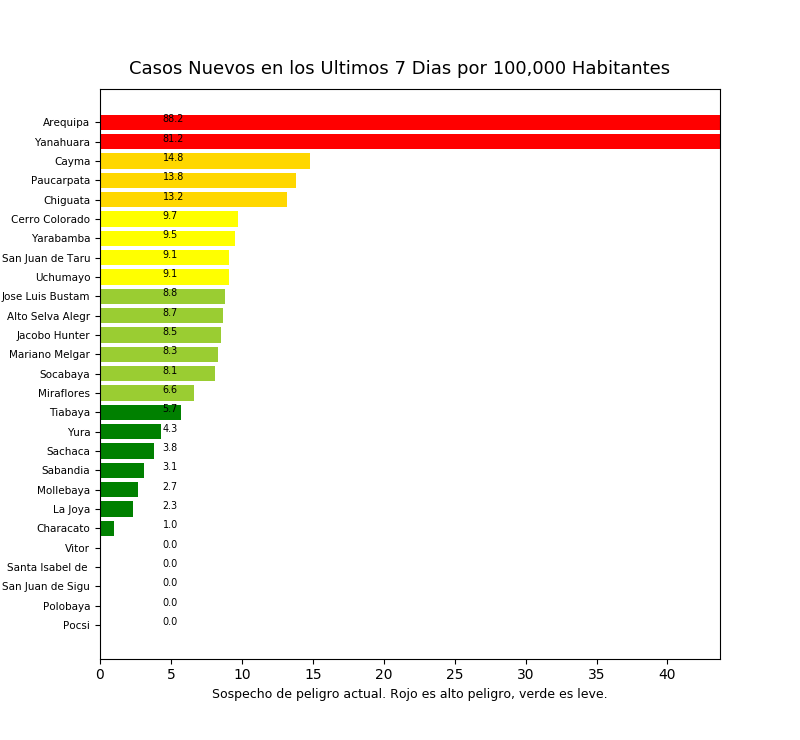 Casos Nuevos en los Ultimos 7 Dias por 100,000 Habitantes
Arequipa 88.2
Yanahuara 81.2
Cayma 14.8
Paucarpata 13.8
Chiguata 13.2
Cerro Colorado 9.7
Yarabamba 9.5
San Juan de Taru 9.1
Uchumayo 9.1
Jose Luis Bustam 8.8
Alto Selva Alegr 8.7
Jacobo Hunter 8.5
Mariano Melgar 8.3
Socabaya 8.1
Miraflores 6.6
Tiabaya 5.7
Yura 4.3
Sachaca 3.8
Sabandia 3.1
Mollebaya 2.7
La Joya 2.3
Characato 1.0
Vitor 0.0
Santa Isabel de 0.0
San Juan de Sigu 0.0
Polobaya 0.0
Pocsi 0.0
0 5 10 15 20 25 30 35 40
Sospecho de peligro actual. Rojo es alto peligro, verde es leve.